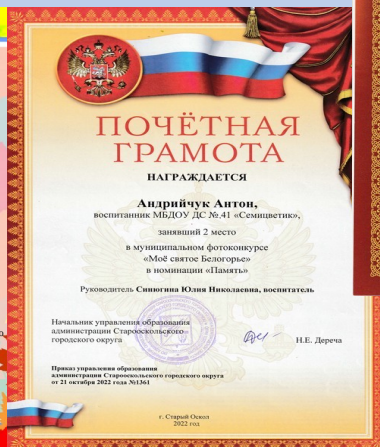 ПОЧЁТНАЯ
ГРАМОТА
НАГРАЖДАЕТСЯ
Андрийчук Антон,
воспитанник МБДОУ ДС №.41 «Семицветик»,
занявший 2 место
в муниципальном фотоконкурсе
«Моё святое Белогорье»
в номинации «Память»
Руководитель Синюгина Юлия Николаевна, воспитатель
Начальник управления образования
администрации Старооскольского
городского округа
Н.Е. Дереча
Приказ управления образования
администрации Старооскольского городского округа
от 21 октября 2022 года №1361
г. Старый Оскол
2022 год